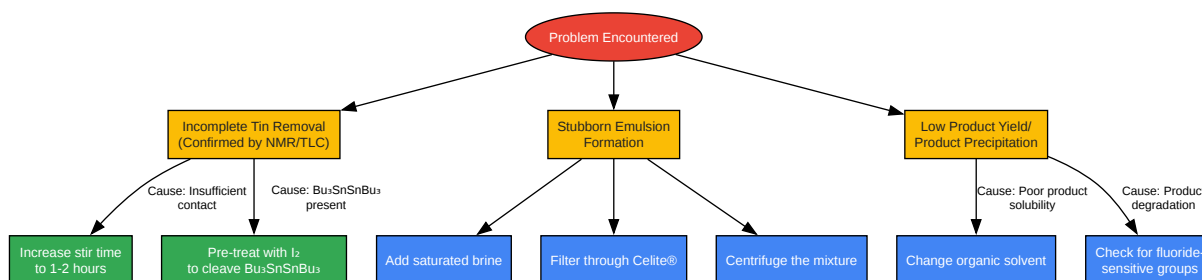 Problem Encountered
Incomplete Tin Removal
(Confirmed by NMR/TLC)
Stubborn Emulsion
Formation
Low Product Yield/
Product Precipitation
Cause: Insufficient
contact
Cause: Bu₃SnSnBu₃
present
Cause: Poor product
solubility
Cause: Product
degradation
Increase stir time
to 1-2 hours
Pre-treat with I₂
to cleave Bu₃SnSnBu₃
Add saturated brine
Filter through Celite®
Centrifuge the mixture
Change organic solvent
Check for fluoride-
sensitive groups